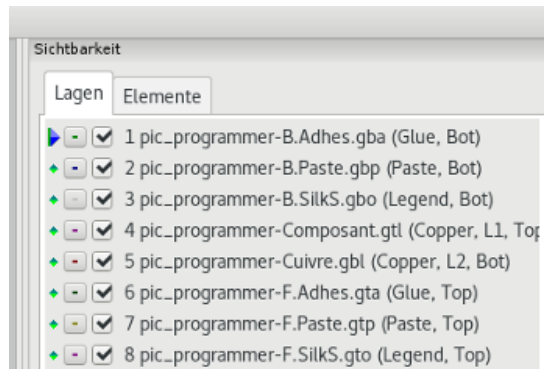 Sichtbarkeit
Lagen Elemente
1 pic_programmer-B.Adhes.gba (Glue, Bot)
2 pic_programmer-B.Paste.gbp (Paste, Bot)
3 pic_programmer-B.SilkS.gbo (Legend, Bot)
4 pic_programmer-Composant.gtl (Copper, L1, Top
5 pic_programmer-Cuivre.gbl (Copper, L2, Bot)
6 pic_programmer-F.Adhes.gta (Glue, Top)
7 pic_programmer-F.Paste.gtp (Paste, Top)
8 pic_programmer-F.SilkS.gto (Legend, Top)